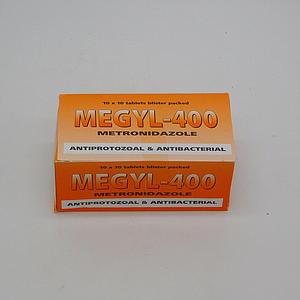 10 x 10 tablets blister packed
MEGYL-400
METRONIDAZOLE
ANTIPROTOZOAL & ANTIBACTERIAL
10 x 10 tablets blister packed
MEGYL-400
METRONIDAZOLE
ANTIPROTOZOAL & ANTIBACTERIAL